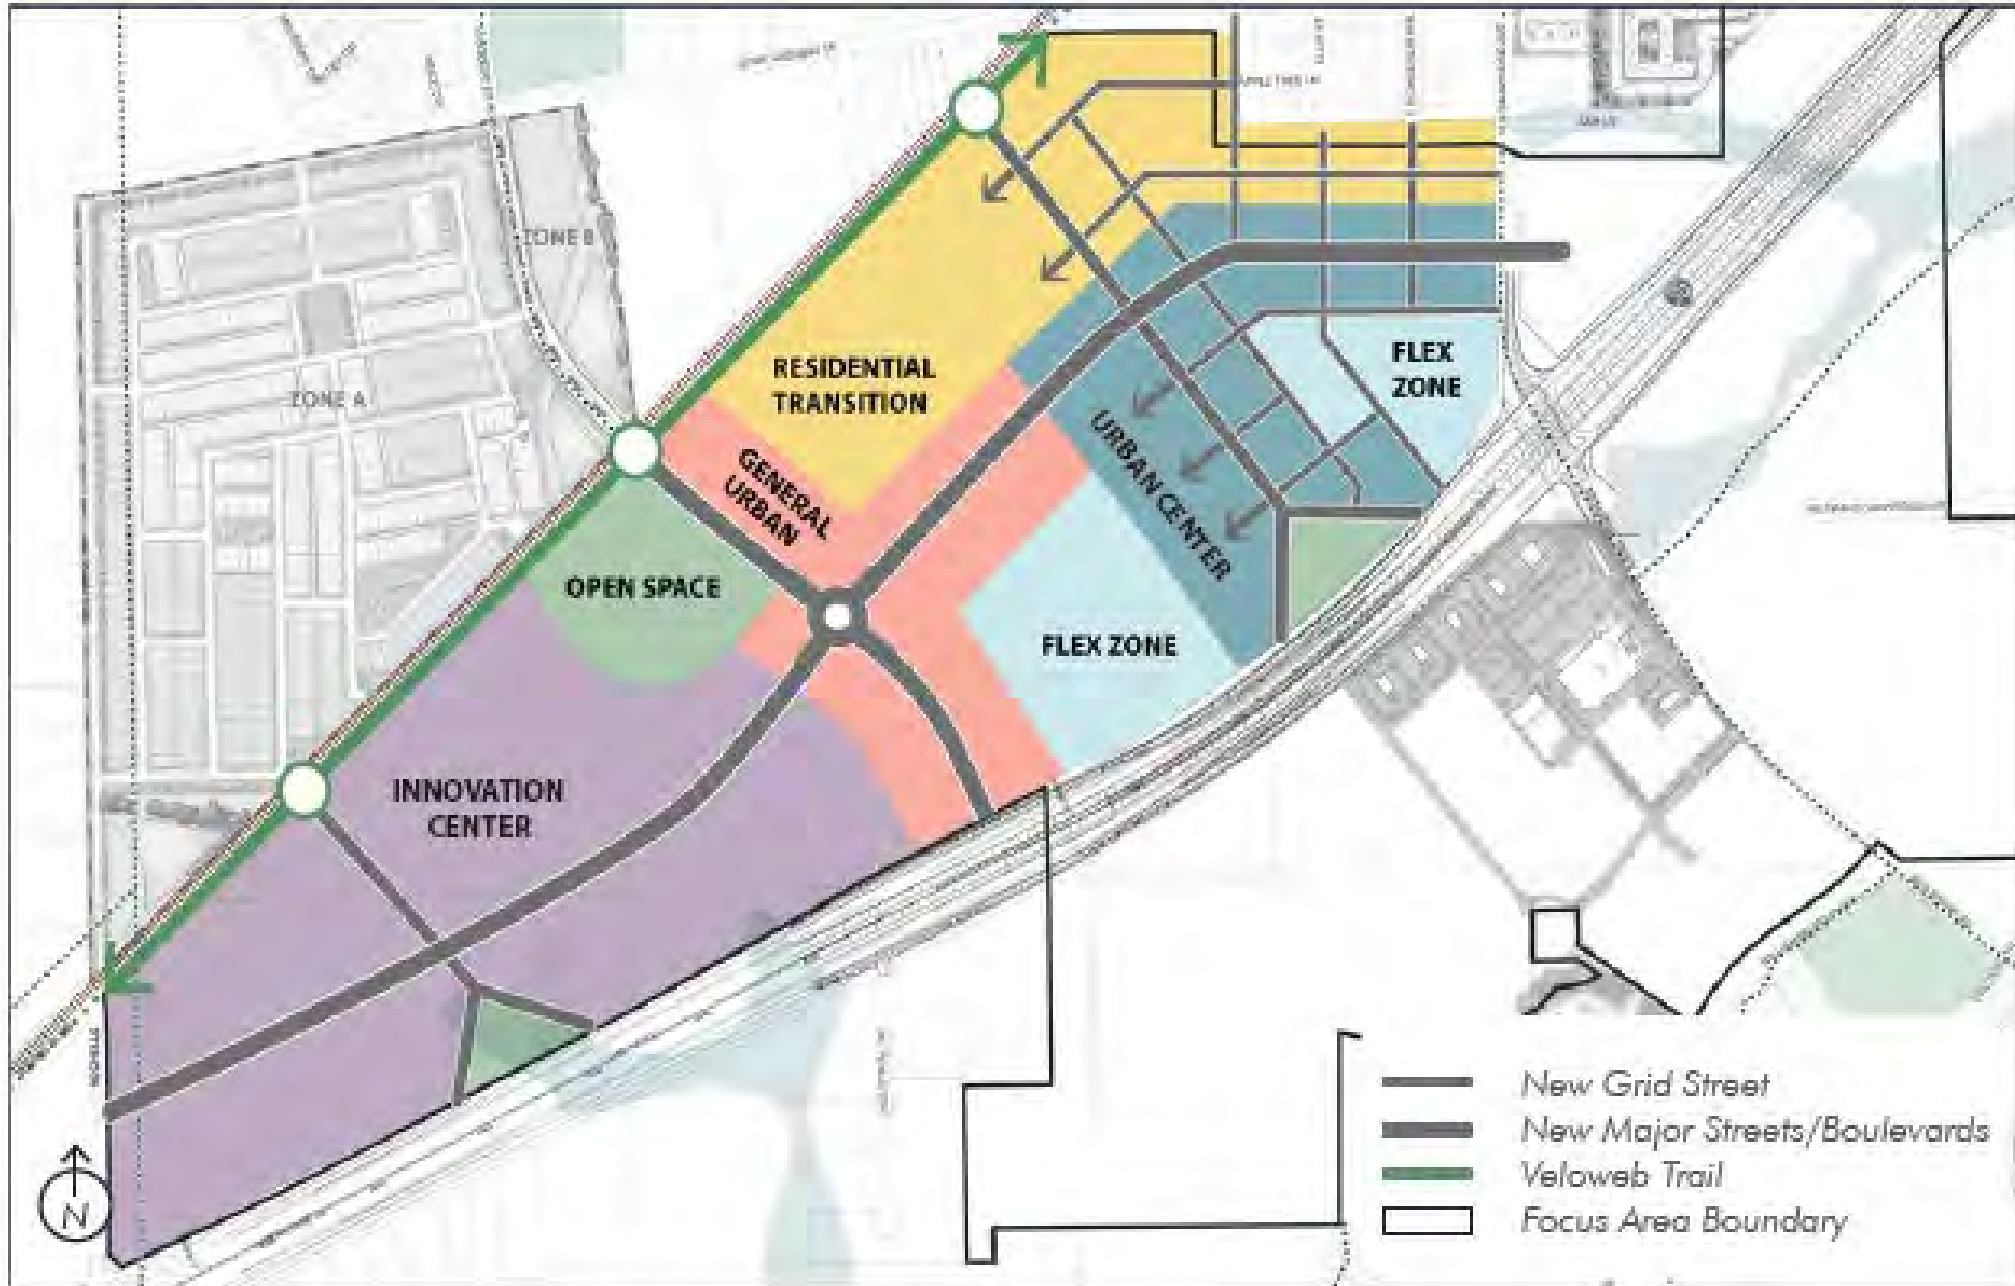 ZONE B
ZONE A
RESIDENTIAL
TRANSITION
FLEX
ZONE
GENERAL
URBAN
URBAN CENTER
OPEN SPACE
FLEX ZONE
INNOVATION
CENTER
N
New Grid Street
New Major Streets/Boulevards
Veloweb Trail
Focus Area Boundary